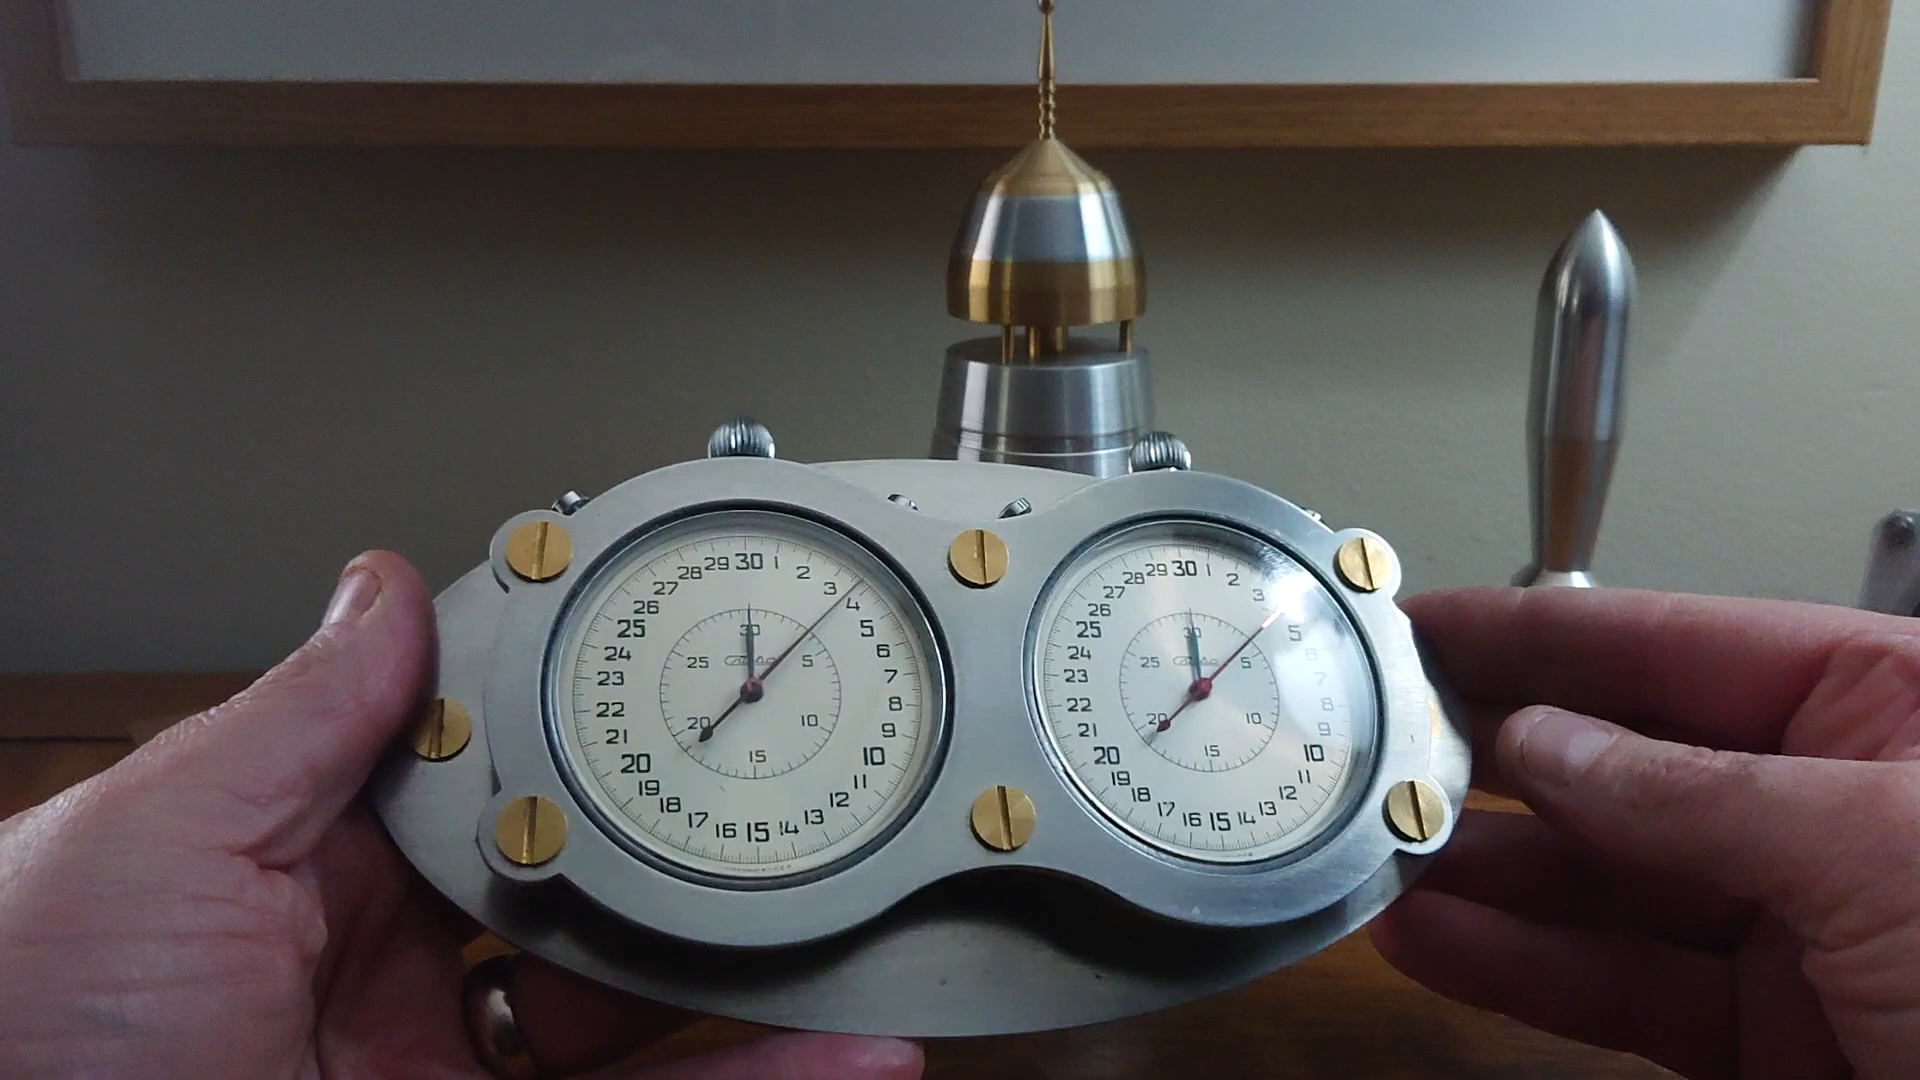 30 1 2 3 4 5 6 7 8 9 10 11 12 13 14 15 16 17 18 19 20 21 22 23 24 25 26 27 28 29
30 5 10 15 20 25
Слава
30 1 2 3 5 6 7 8 9 10 11 12 13 14 15 16 17 18 19 20 21 22 23 24 25 26 27 28 29
30 5 10 15 20 25
Слава